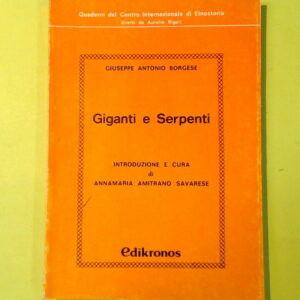 Quaderni del Centro Internazionale di Etnostoria
diretti da Aurelio Rigoli
GIUSEPPE ANTONIO BORGESE
Giganti e Serpenti
INTRODUZIONE E CURA
di
ANNAMARIA AMITRANO SAVARESE
edikronos